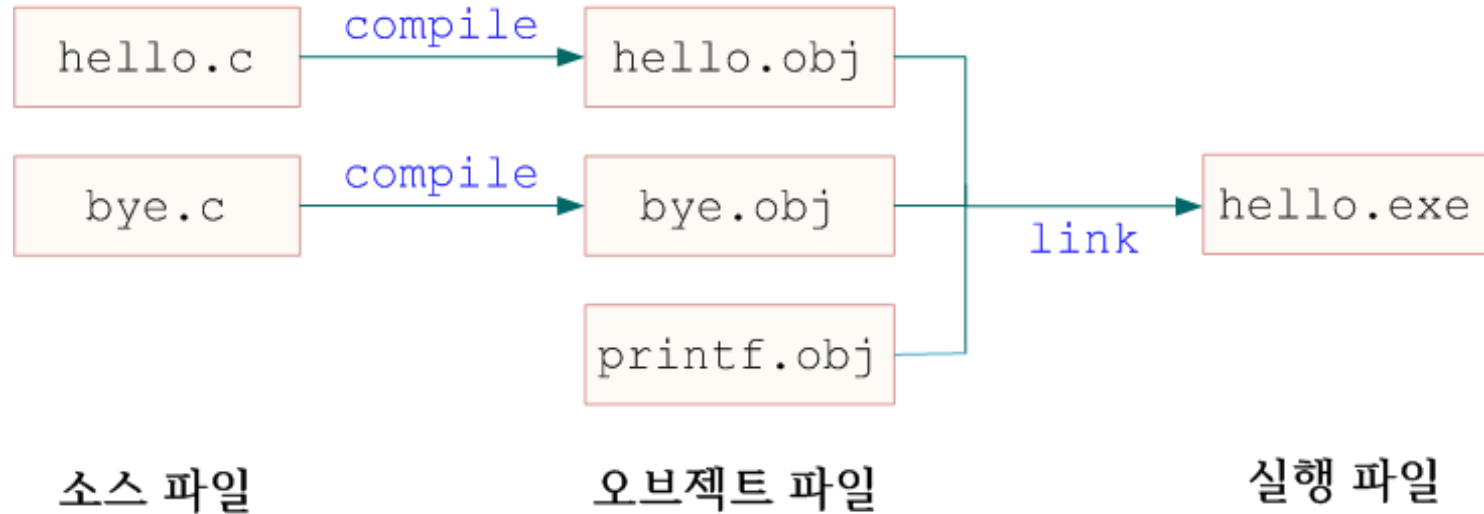 compile
hello.c
hello.obj
compile
bye.c
bye.obj
hello.exe
link
printf.obj
소스 파일
오브젝트 파일
실행 파일